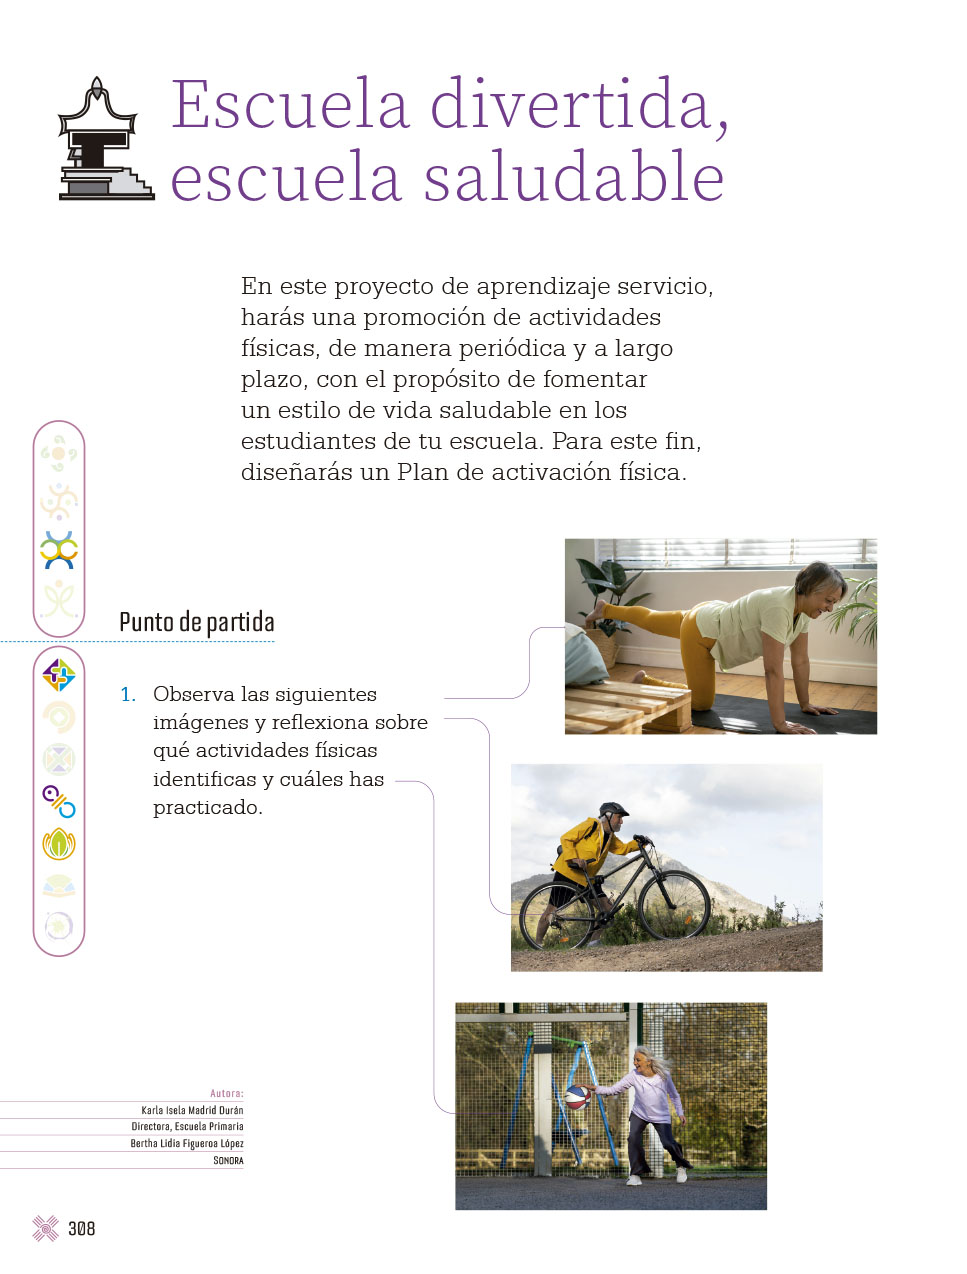 Escuela divertida,
escuela saludable
En este proyecto de aprendizaje servicio,
harás una promoción de actividades
físicas, de manera periódica y a largo
plazo, con el propósito de fomentar
un estilo de vida saludable en los
estudiantes de tu escuela. Para este fin,
diseñarás un Plan de activación física.
Punto de partida
1. Observa las siguientes
imágenes y reflexiona sobre
qué actividades físicas
identificas y cuáles has
practicado.
Autora:
Karla Isela Madrid Durán
Directora, Escuela Primaria
Bertha Lidia Figueroa López
SONORA
308